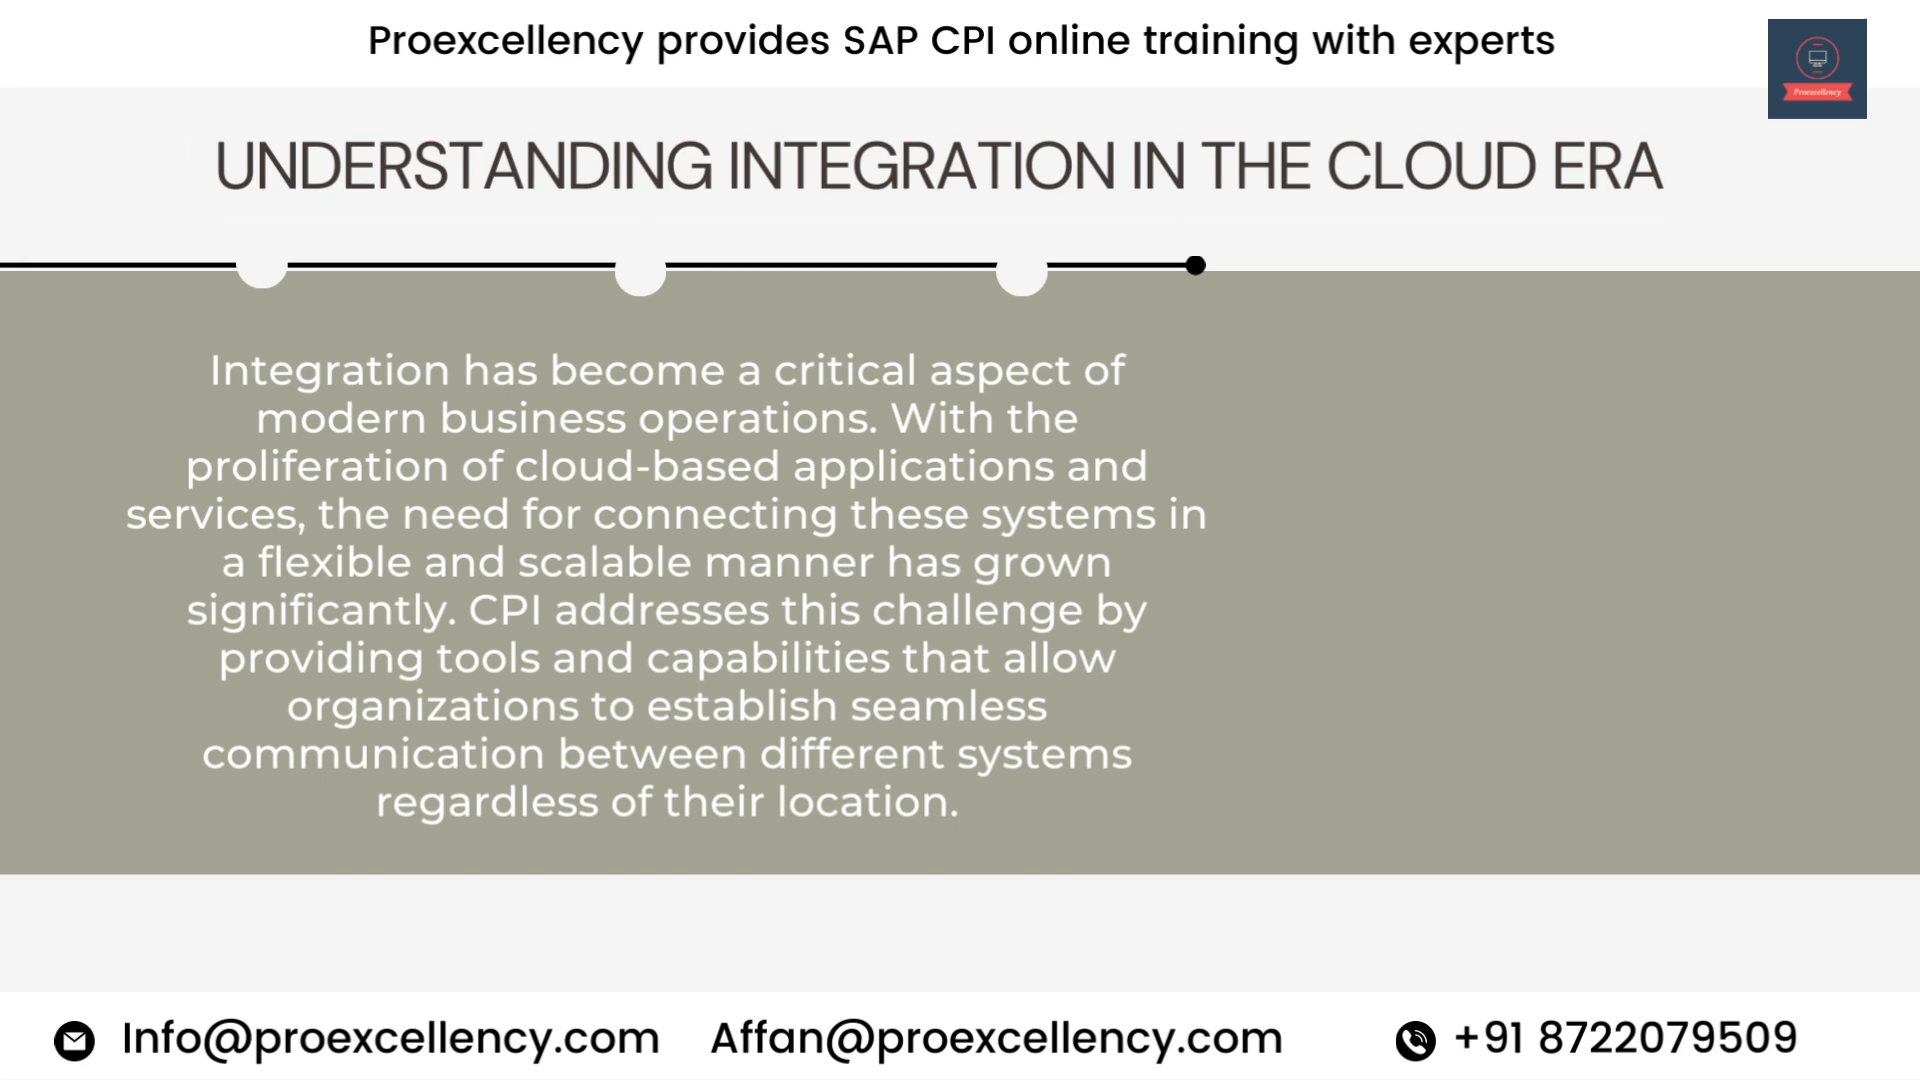 Proexcellency provides SAP CPI online training with experts
Proexcellency
UNDERSTANDING INTEGRATION IN THE CLOUD ERA
Integration has become a critical aspect of
modern business operations. With the
proliferation of cloud-based applications and
services, the need for connecting these systems in
a flexible and scalable manner has grown
significantly. CPI addresses this challenge by
providing tools and capabilities that allow
organizations to establish seamless
communication between different systems
regardless of their location.
Info@proexcellency.com Affan@proexcellency.com +91 8722079509